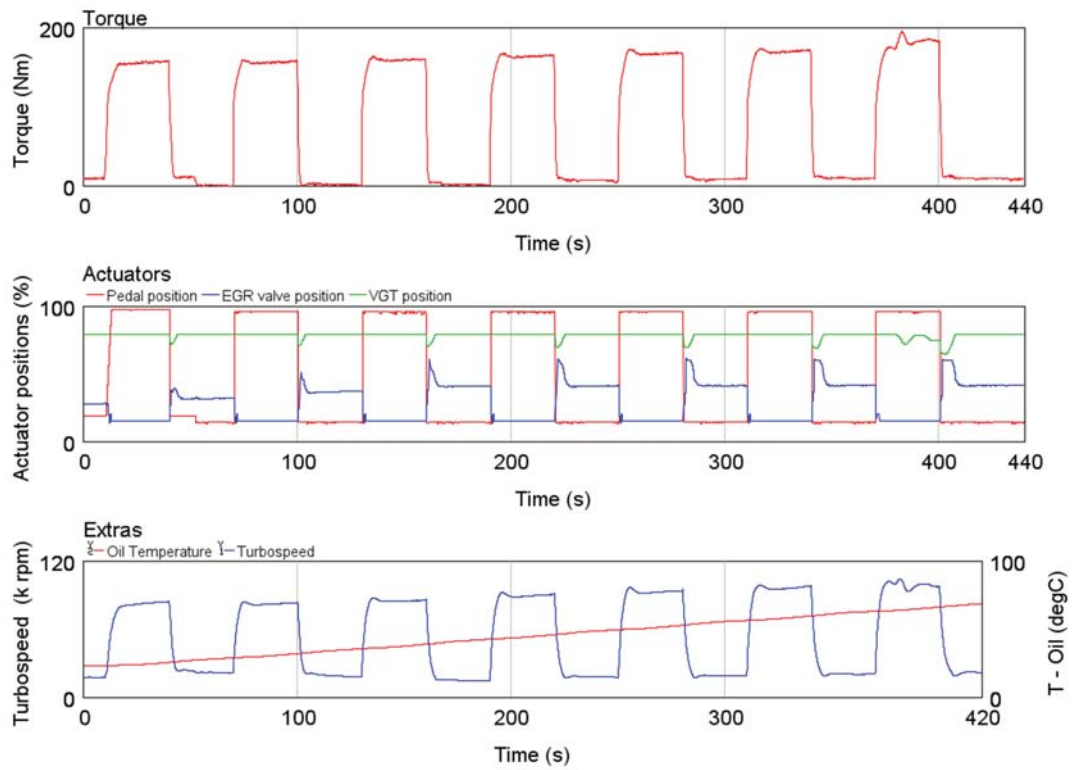 Torque
200
Torque (Nm)
0
0 100 200 300 400 440
Time (s)
Actuators
Pedal position EGR valve position VGT position
100
Actuator positions (%)
0
0 100 200 300 400 440
Time (s)
Extras
Y2 Oil Temperature Y1 Turbospeed
120 100
Turbospeed (k rpm)
T - Oil (degC)
0 0
0 100 200 300 420
Time (s)